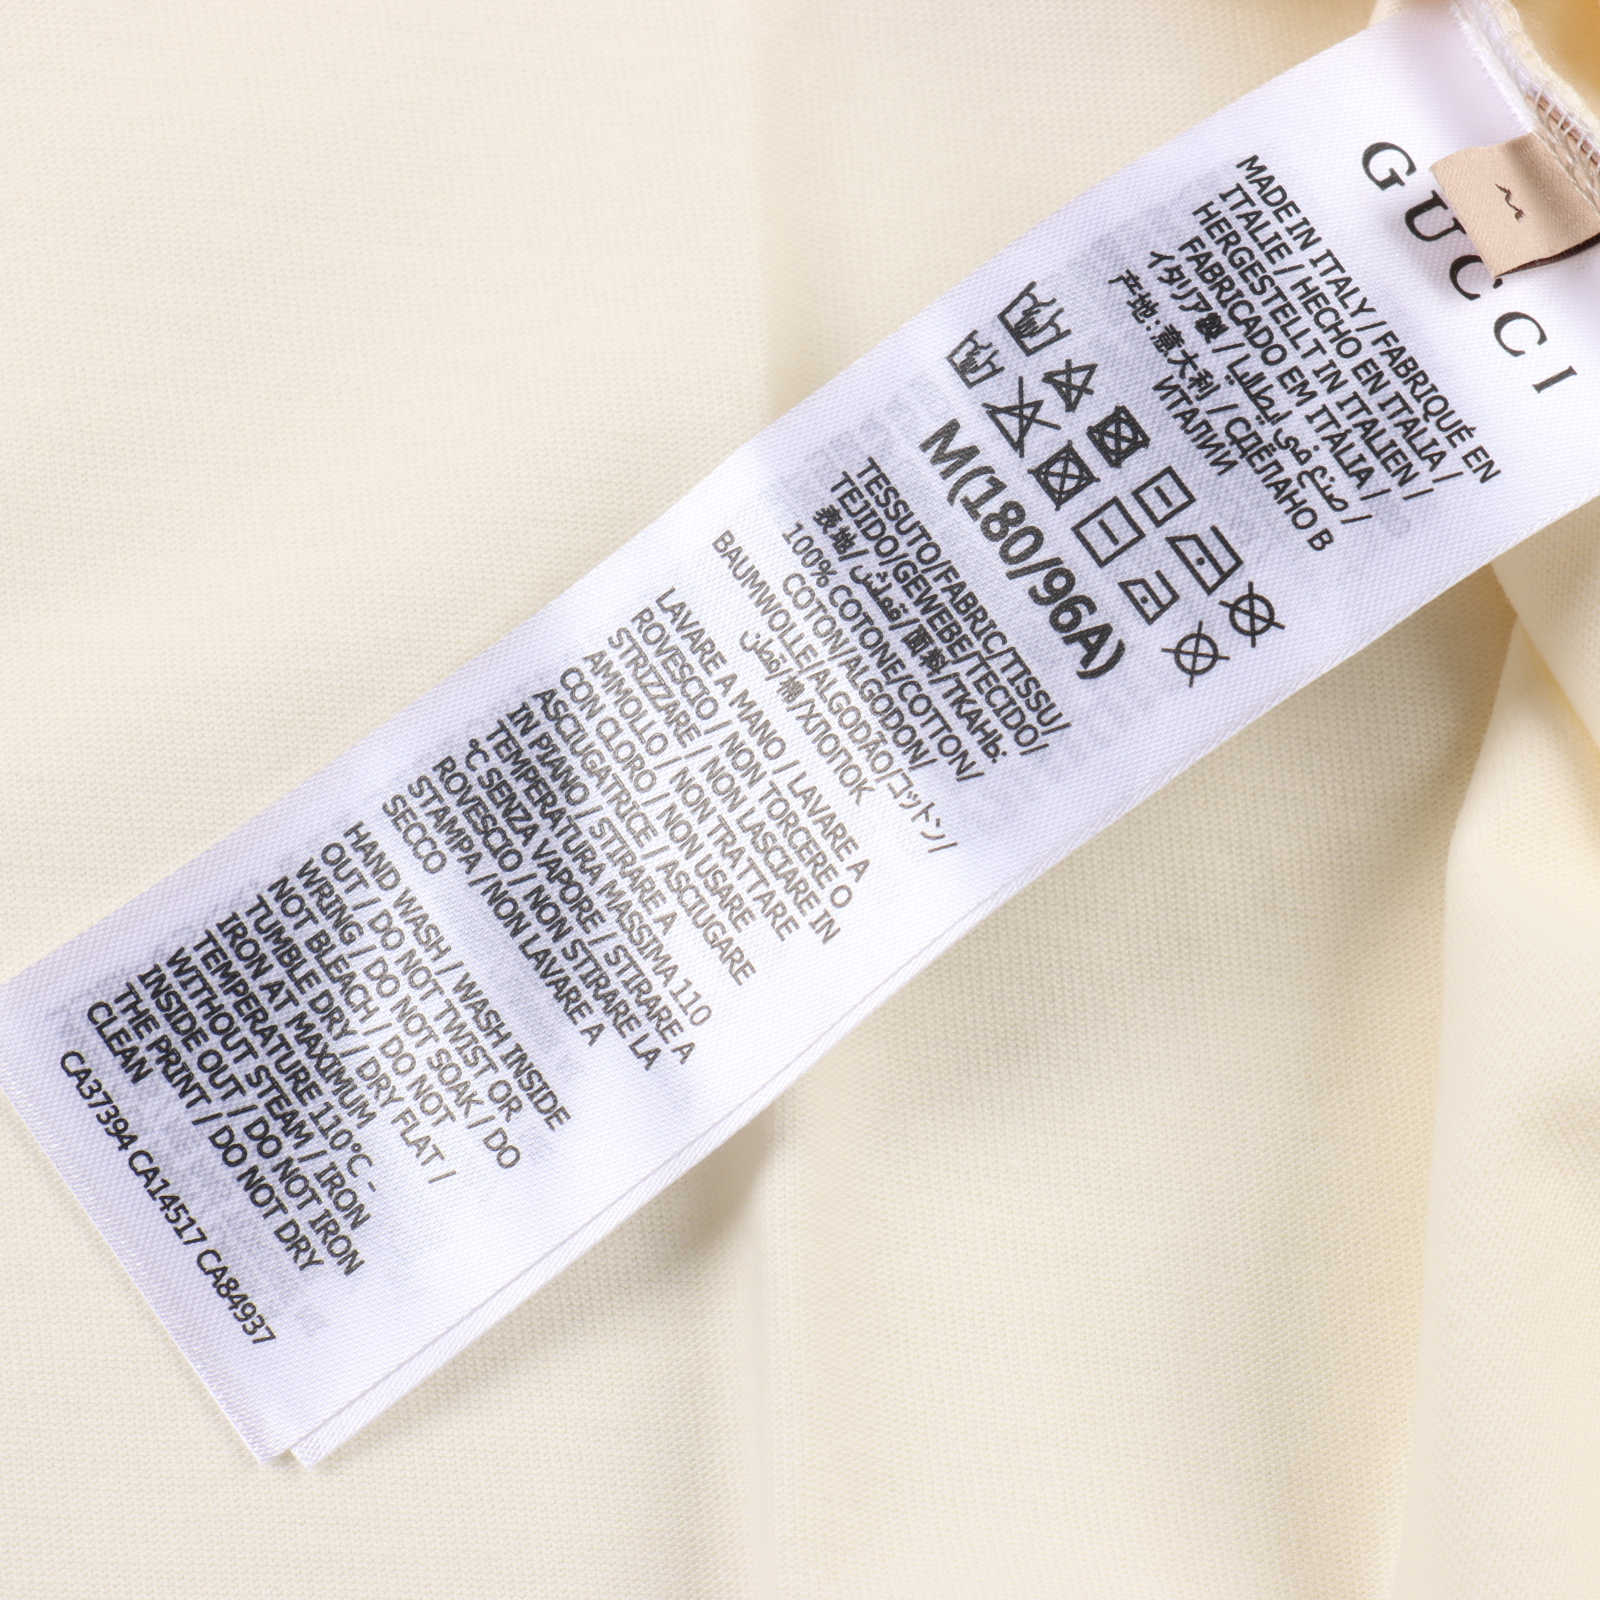 GUCCI
MADE IN ITALY / FABRIQUÉ EN
ITALIE / HECHO EN ITALIA /
HERGESTELLT IN ITALIEN /
FABRICADO EM ITÁLIA /
イタリア製 / صنع في إيطاليا /
产地:意大利 / СДЕЛАНО В
ИТАЛИИ
M(180/96A)
TESSUTO/FABRIC/TISSU/
TEJIDO/GEWEBE/TECIDO/
表地/قماش/面料/ТКАНЬ:
100% COTONE/COTTON/
COTON/ALGODON/
BAUMWOLLE/ALGODÃO/コットン/
قطن/棉/ХЛОПОК
LAVARE A MANO / LAVARE A
ROVESCIO / NON TORCERE O
STRIZZARE / NON LASCIARE IN
AMMOLLO / NON TRATTARE
CON CLORO / NON USARE
ASCIUGATRICE / ASCIUGARE
IN PIANO / STIRARE A
TEMPERATURA MASSIMA 110
°C SENZA VAPORE / STIRARE A
ROVESCIO / NON STIRARE LA
STAMPA /NON LAVARE A
SECCO
HAND WASH / WASH INSIDE
OUT / DO NOT TWIST OR
WRING / DO NOT SOAK / DO
NOT BLEACH / DO NOT
TUMBLE DRY / DRY FLAT /
IRON AT MAXIMUM
TEMPERATURE 110°C -
WITHOUT STEAM / IRON
INSIDE OUT / DO NOT IRON
THE PRINT / DO NOT DRY
CLEAN
CA37394 CA14517 CA84937